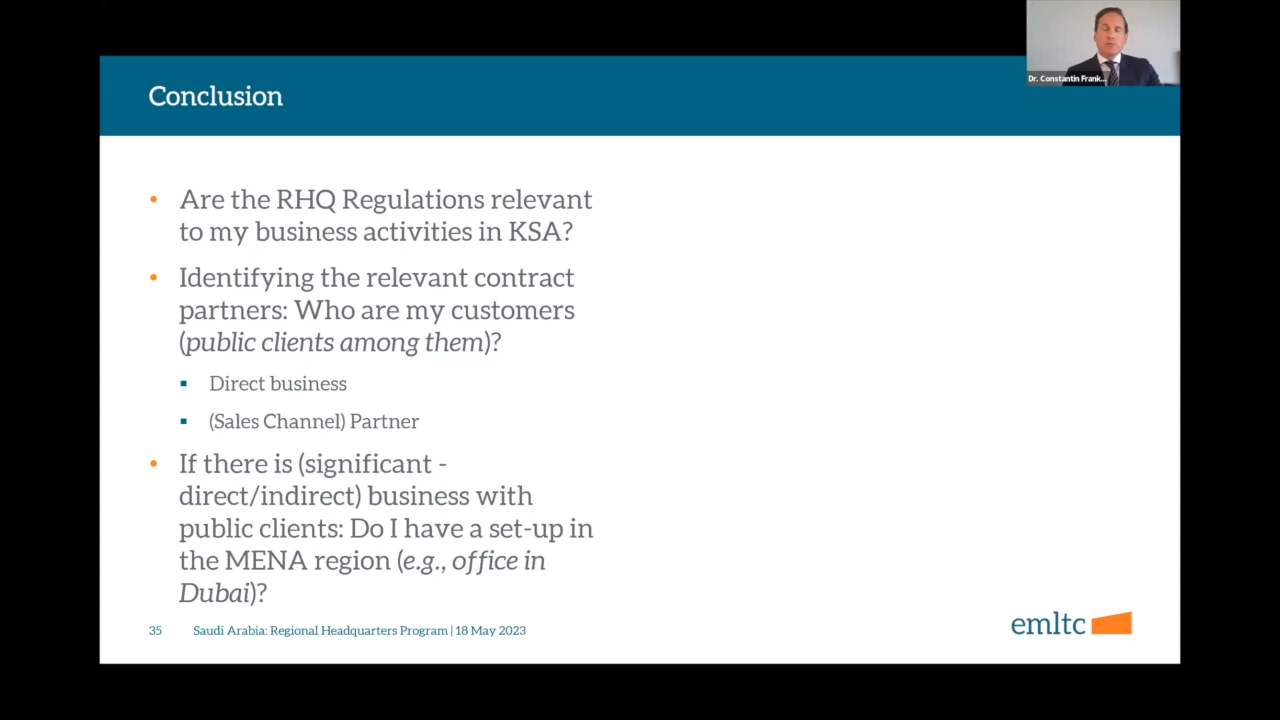 Dr. Constantin Frank...
Conclusion
• Are the RHQ Regulations relevant
to my business activities in KSA?
• Identifying the relevant contract
partners: Who are my customers
(public clients among them)?
▪ Direct business
▪ (Sales Channel) Partner
• If there is (significant -
direct/indirect) business with
public clients: Do I have a set-up in
the MENA region (e.g., office in
Dubai)?
35 Saudi Arabia: Regional Headquarters Program | 18 May 2023
emltc